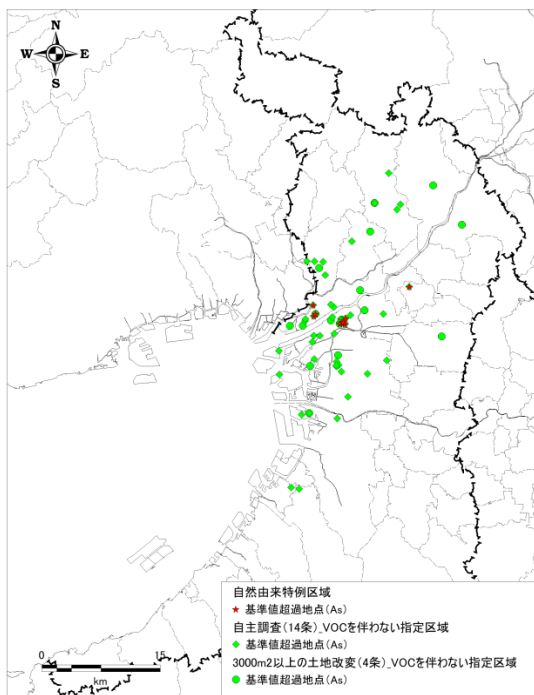 N
W E
S
自然由来特例区域
基準値超過地点(As)
自主調査(14条)_VOCを伴わない指定区域
基準値超過地点(As)
3000m2以上の土地改変(4条)_VOCを伴わない指定区域
基準値超過地点(As)
0 15
km